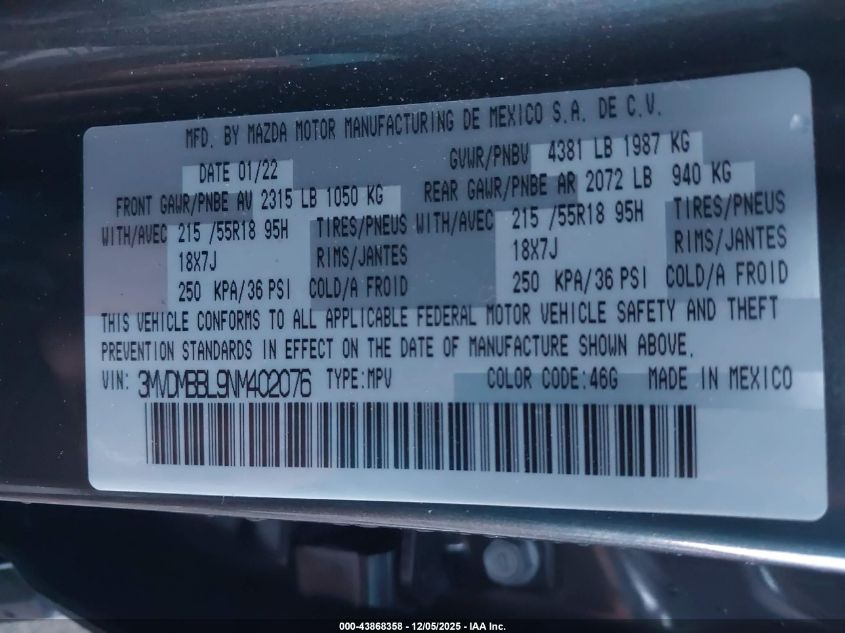 MFD. BY MAZDA MOTOR MANUFACTURING DE MEXICO S.A. DE C.V.
DATE 01/22 GVWR/PNBV 4381 LB 1987 KG
FRONT GAWR/PNBE AV 2315 LB 1050 KG REAR GAWR/PNBE AR 2072 LB 940 KG
WITH/AVEC 215 /55R18 95H TIRES/PNEUS WITH/AVEC 215 /55R18 95H TIRES/PNEUS
18X7J RIMS/JANTES 18X7J RIMS/JANTES
250 KPA/36 PSI COLD/A FROID 250 KPA/36 PSI COLD/A FROID
THIS VEHICLE CONFORMS TO ALL APPLICABLE FEDERAL MOTOR VEHICLE SAFETY AND THEFT
PREVENTION STANDARDS IN EFFECT ON THE DATE OF MANUFACTURE SHOWN ABOVE.
VIN: 3MVDMBBL9NM402076 TYPE:MPV COLOR CODE:46G MADE IN MEXICO
000-43868358 - 12/05/2025 - IAA Inc.